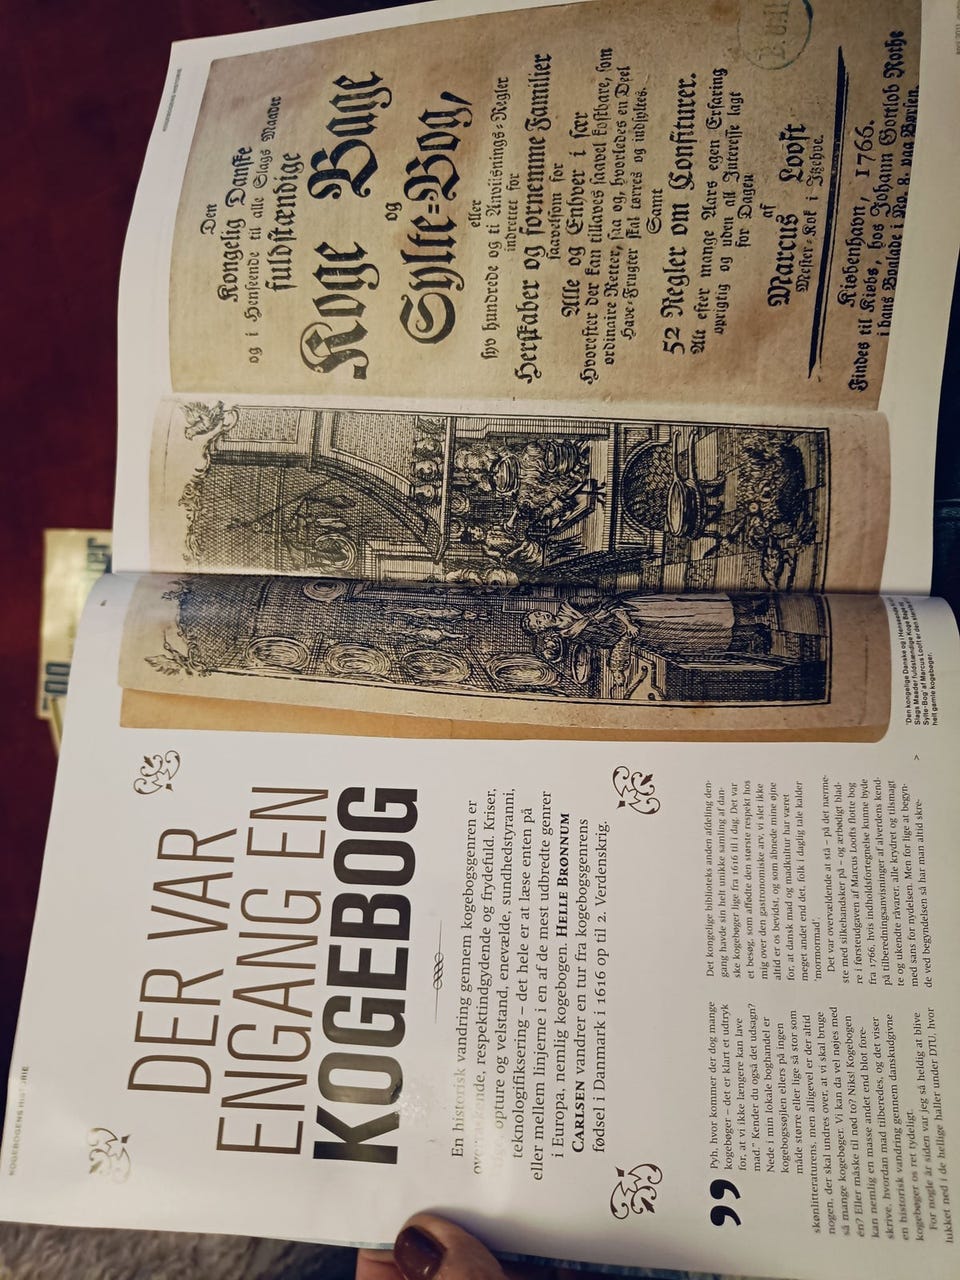 KOGEBOGENS HISTORIE
DER VAR
ENGANG EN
KOGEBOG
En historisk vandring gennem kogebogsgenren er
respektindgydende og frydefuld. Kriser,
opture og velstand, enevælde, sundhedstyranni,
teknologifiksering – det hele er at læse enten på
eller mellem linjerne i en af de mest udbredte genrer
i Europa, nemlig kogebogen. HELLE BRØNNUM
CARLSEN vandrer en tur fra kogebogsgenrens
fødsel i Danmark i 1616 op til 2. Verdenskrig.
”
Pyh, hvor kommer der dog mange
kogebøger – det er klart et udtryk
for, at vi ikke længere kan lave
mad.’ Kender du også det udsagn?
Nede i min lokale boghandel er
kogebogssøjlen ellers på ingen
måde større eller lige så stor som
skønlitteraturens, men alligevel er der altid
nogen, der skal undres over, at vi skal bruge
så mange kogebøger. Vi kan da vel nøjes med
én? Eller måske til nød to? Niks! Kogebogen
kan nemlig en masse andet end blot fore-
skrive, hvordan mad tilberedes, og det viser
en historisk vandring gennem danskudgivne
kogebøger os ret tydeligt.
For nogle år siden var jeg så heldig at blive
lukket ned i de hellige haller under DTU, hvor
Det kongelige biblioteks anden afdeling den-
gang havde sin helt unikke samling af dan-
ske kogebøger lige fra 1616 til i dag. Det var
et besøg, som affødte den største respekt hos
mig over den gastronomiske arv, vi slet ikke
altid er os bevidst, og som åbnede mine øjne
for, at dansk mad og madkultur har været
meget andet end det, folk i daglig tale kalder
’mormormad’.
Det var overvældende at stå – på det nærme-
ste med silkehandsker på – og ærbødigt blad-
re i førsteudgaven af Marcus Loofts flotte bog
fra 1766, hvis indholdsfortegnelse kunne byde
på tilberedningsanvisninger af alverdens kend-
te og ukendte råvarer, alle krydret og tilsmagt
med sans for nydelsen. Men for lige at begyn-
de ved begyndelsen så har man altid skre-
>
’Den kongelige Danske og i Henseende til alle
Slags Maader fuldstændige Koge Bage og
Sylte-Bog’ af Marcus Looft er den
helt gamle kogebøger.
Den
Kongelig Danske
og i Henseende til alle Slags Maader
fuldstændige
Koge Bage
og
Sylte=Bog,
eller
syv hundrede og ti Anviisnings=Regler
indrettet for
Herskaber og fornemme Familier
saavelsom for
Alle og Enhver i sær
Hvorefter der kan tillaves saavel kostbare, som
ordinaire Retter, saa og, hvorledes en Deel
Have=Frugter skal tørres og indsyltes.
Samt
52 Regler om Confiturer.
Alt efter mange Aars egen Erfaring
oprigtig og uden all Interesse lagt
for Dagen
af
Marcus Looft
Mester=Kok i Itzehoe.
Kiøbenhavn, 1766.
Findes til Kiøbs, hos Johann Gottlob Rothe
i hans Boglade i No. 8. paa Børsen.